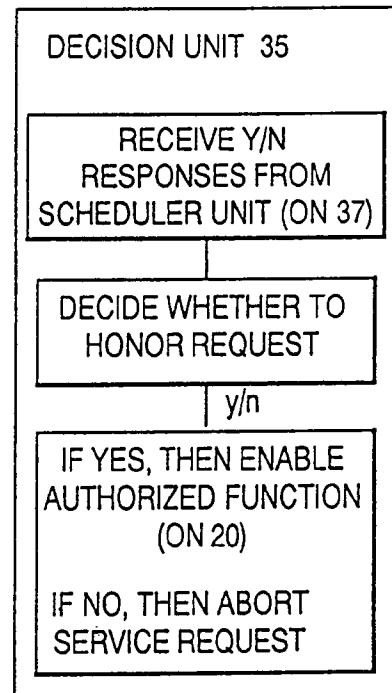 DECISION UNIT 35
RECEIVE Y/N
RESPONSES FROM
SCHEDULER UNIT (ON 37)
DECIDE WHETHER TO
HONOR REQUEST
y/n
IF YES, THEN ENABLE
AUTHORIZED FUNCTION
(ON 20)
IF NO, THEN ABORT
SERVICE REQUEST